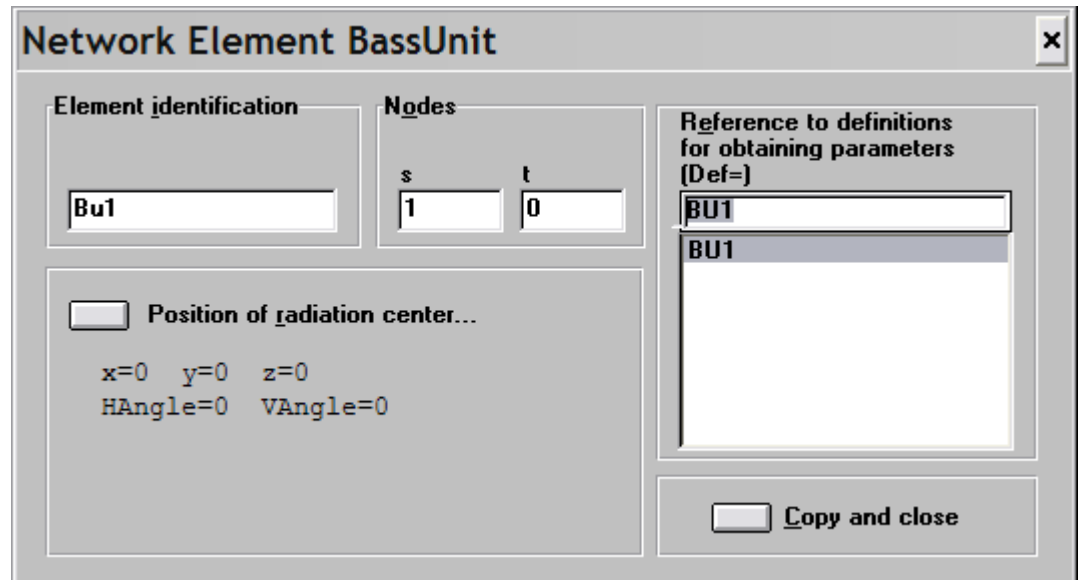 Network Element BassUnit
×
Element identification
Bu1
Nodes
s t
1 0
Reference to definitions
for obtaining parameters
(Def=)
BU1
BU1
Position of radiation center...
x=0 y=0 z=0
HAngle=0 VAngle=0
Copy and close